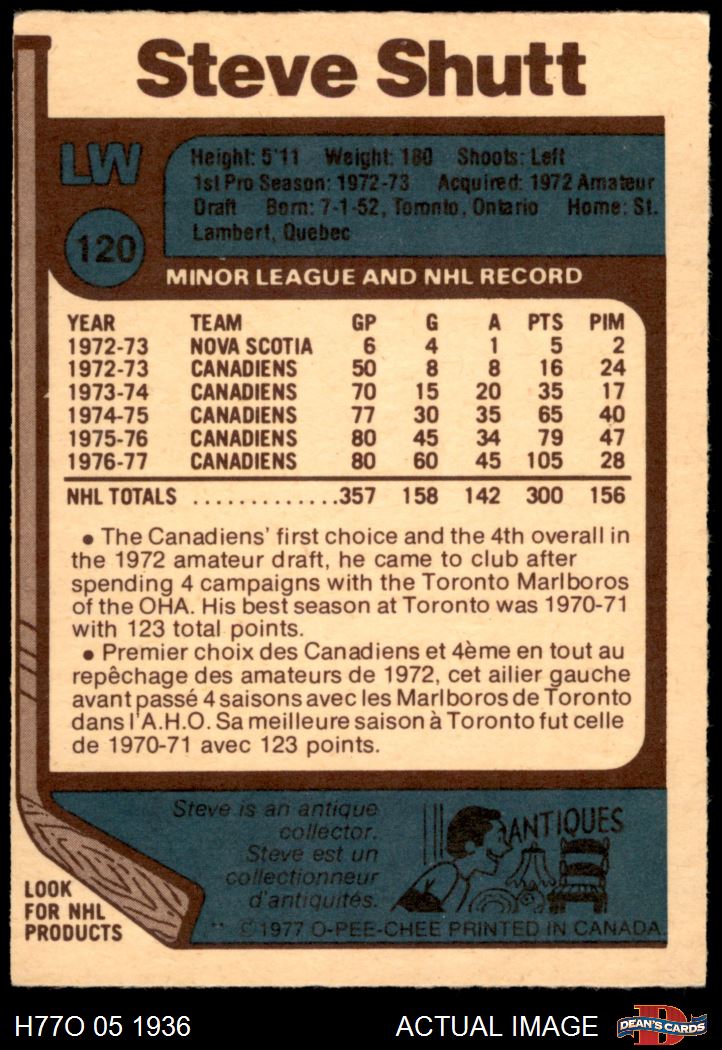 Steve Shutt
LW
Height: 5'11 Weight: 180 Shoots: Left
1st Pro Season: 1972-73 Acquired: 1972 Amateur
Draft Born: 7-1-52, Toronto, Ontario Home: St.
Lambert, Quebec
120
MINOR LEAGUE AND NHL RECORD
YEAR TEAM GP G A PTS PIM
1972-73 NOVA SCOTIA 6 4 1 5 2
1972-73 CANADIENS 50 8 8 16 24
1973-74 CANADIENS 70 15 20 35 17
1974-75 CANADIENS 77 30 35 65 40
1975-76 CANADIENS 80 45 34 79 47
1976-77 CANADIENS 80 60 45 105 28
NHL TOTALS .............357 158 142 300 156
• The Canadiens' first choice and the 4th overall in
the 1972 amateur draft, he came to club after
spending 4 campaigns with the Toronto Marlboros
of the OHA. His best season at Toronto was 1970-71
with 123 total points.
• Premier choix des Canadiens et 4ème en tout au
repêchage des amateurs de 1972, cet ailier gauche
avant passé 4 saisons avec les Marlboros de Toronto
dans l'A.H.O. Sa meilleure saison à Toronto fut celle
de 1970-71 avec 123 points.
Steve is an antique
collector.
Steve est un
collectionneur
d'antiquités.
ANTIQUES
LOOK
FOR NHL
PRODUCTS
** ©1977 O-PEE-CHEE PRINTED IN CANADA
H77O 05 1936 ACTUAL IMAGE DEAN'S CARDS